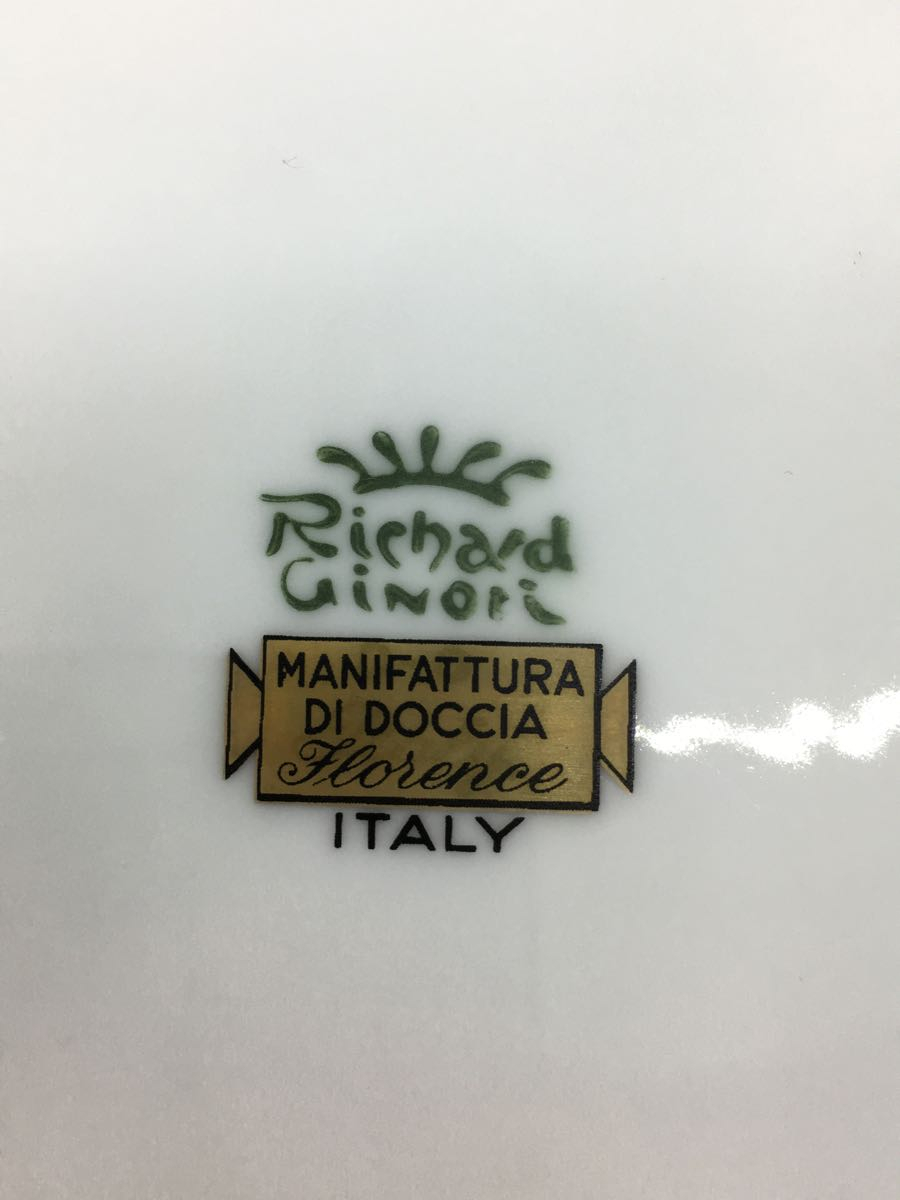 Richard
GiNori
MANIFATTURA
DI DOCCIA
Florence
ITALY